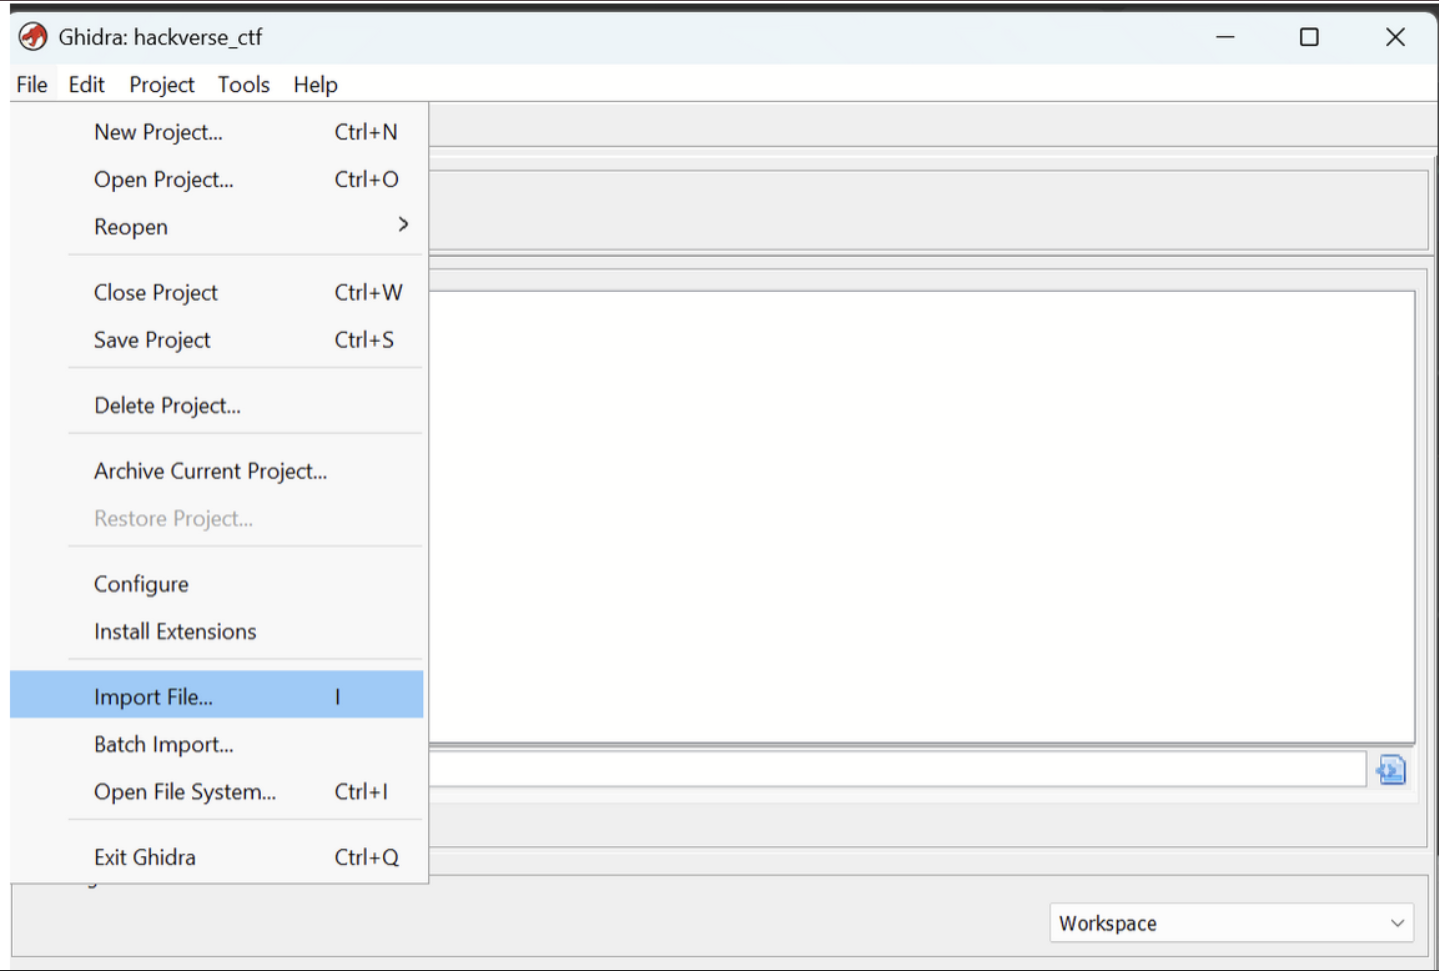 Ghidra: hackverse_ctf
File Edit Project Tools Help
New Project... Ctrl+N
Open Project... Ctrl+O
Reopen
Close Project Ctrl+W
Save Project Ctrl+S
Delete Project...
Archive Current Project...
Restore Project...
Configure
Install Extensions
Import File... I
Batch Import...
Open File System... Ctrl+I
Exit Ghidra Ctrl+Q
Workspace